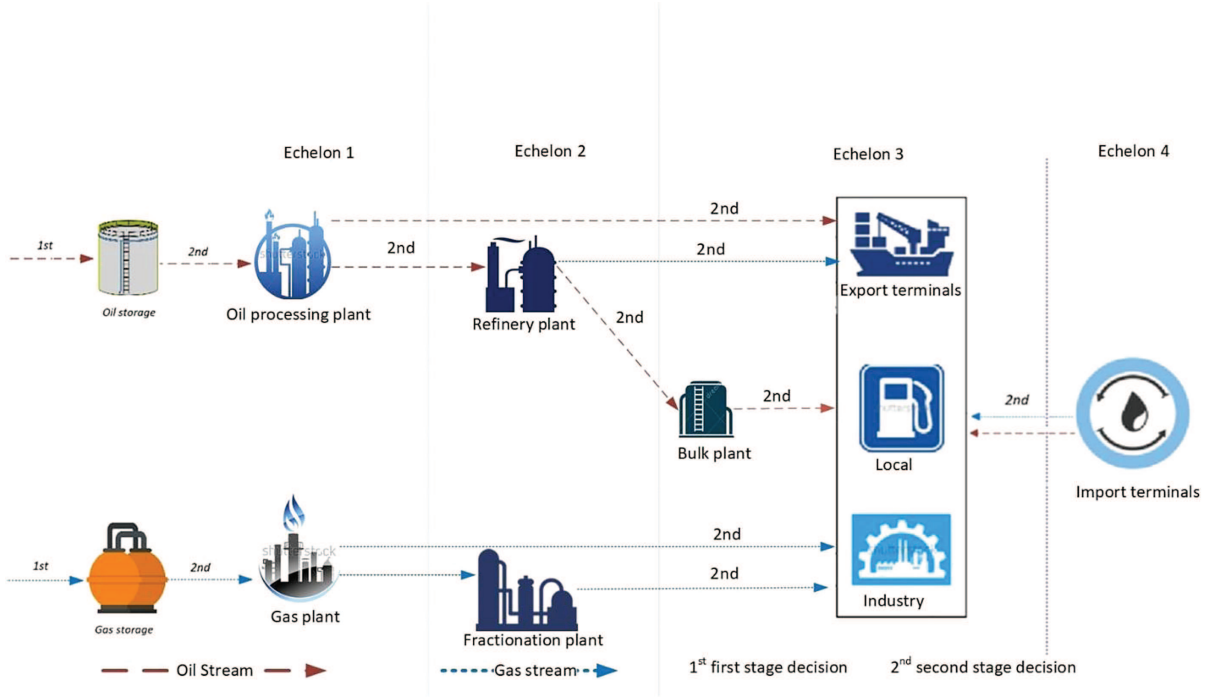 Echelon 1
Echelon 2
Echelon 3
Echelon 4
2nd
1st
2nd
2nd
2nd
shutterstock
Export terminals
Oil storage
Oil processing plant
Refinery plant
2nd
2nd
2nd
Bulk plant
Local
Import terminals
2nd
shutterstock
1st
2nd
2nd
Gas plant
Industry
Gas storage
Fractionation plant
Oil Stream
Gas stream
1st first stage decision
2nd second stage decision